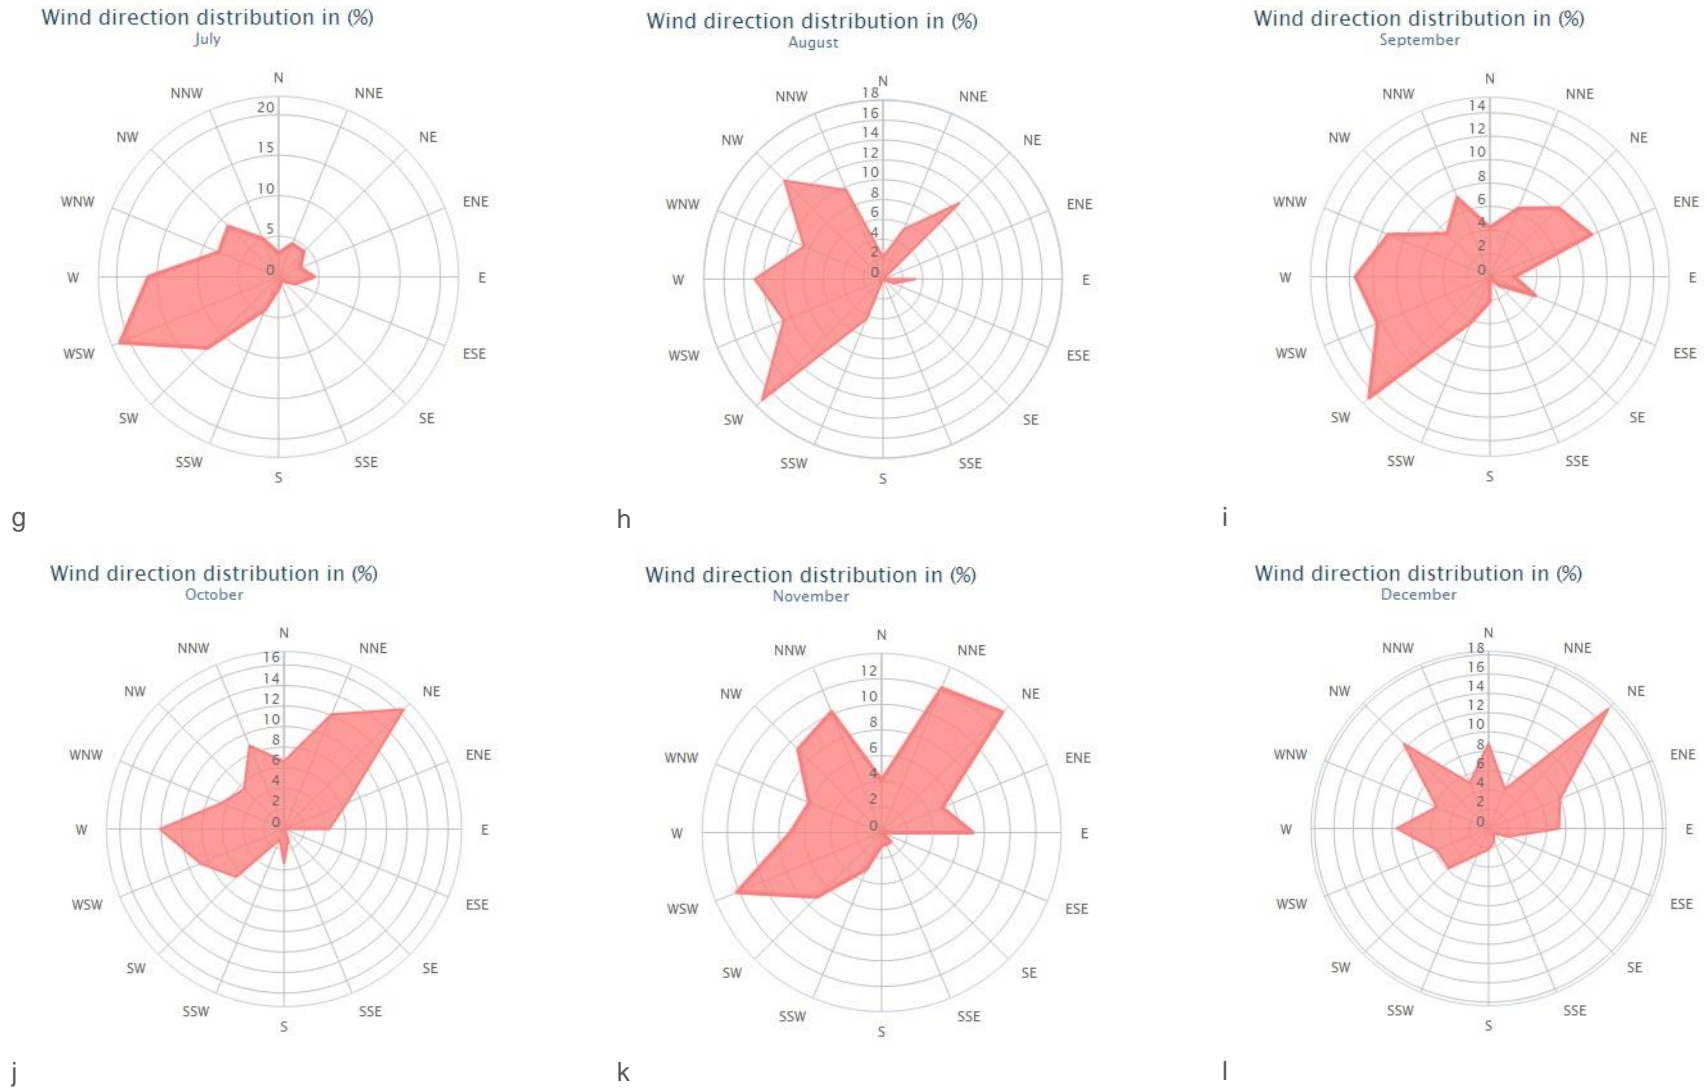 Wind direction distribution in (%)
July
N
NNE
NE
ENE
E
ESE
SE
SSE
S
SSW
SW
WSW
W
WNW
NW
NNW
20
15
10
5
0
g
Wind direction distribution in (%)
August
N
NNE
NE
ENE
E
ESE
SE
SSE
S
SSW
SW
WSW
W
WNW
NW
NNW
18
16
14
12
10
8
6
4
2
0
h
Wind direction distribution in (%)
September
N
NNE
NE
ENE
E
ESE
SE
SSE
S
SSW
SW
WSW
W
WNW
NW
NNW
14
12
10
8
6
4
2
0
i
Wind direction distribution in (%)
October
N
NNE
NE
ENE
E
ESE
SE
SSE
S
SSW
SW
WSW
W
WNW
NW
NNW
16
14
12
10
8
6
4
2
0
j
Wind direction distribution in (%)
November
N
NNE
NE
ENE
E
ESE
SE
SSE
S
SSW
SW
WSW
W
WNW
NW
NNW
12
10
8
6
4
2
0
k
Wind direction distribution in (%)
December
N
NNE
NE
ENE
E
ESE
SE
SSE
S
SSW
SW
WSW
W
WNW
NW
NNW
18
16
14
12
10
8
6
4
2
0
l